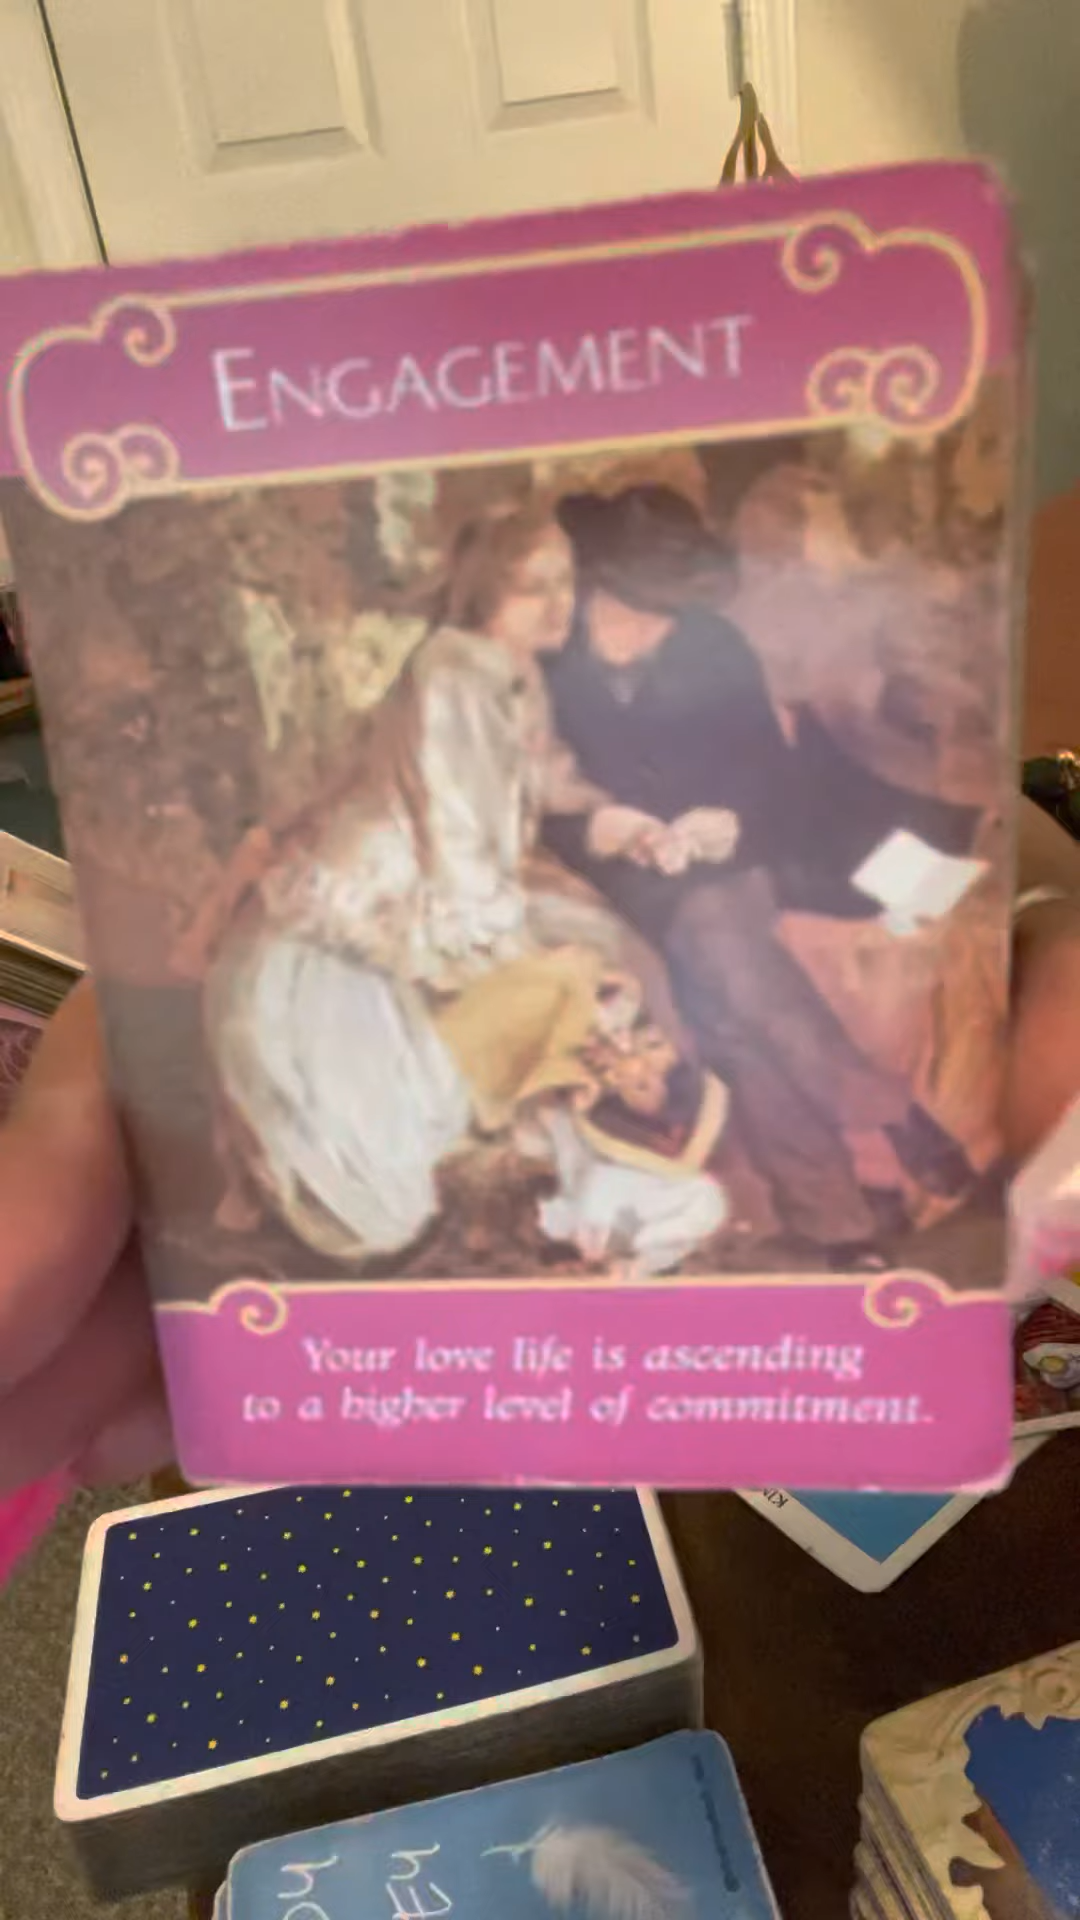 ENGAGEMENT
Your love life is ascending
to a higher level of commitment.